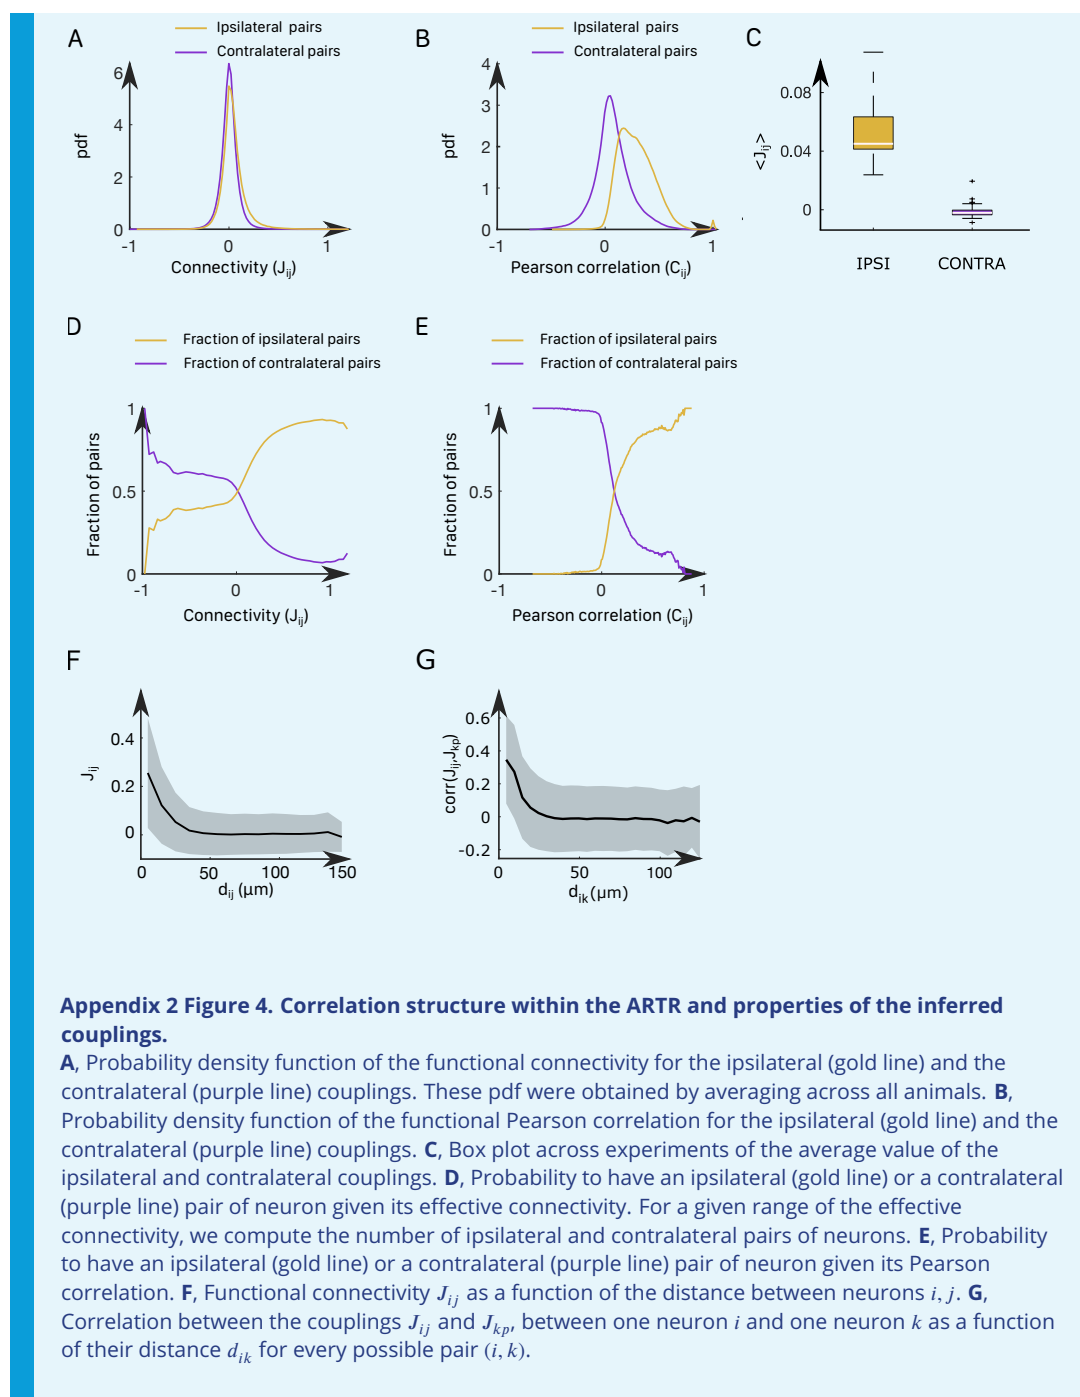 A
Ipsilateral pairs
Contralateral pairs
pdf
6
4
2
0
-1
0
1
Connectivity (Jij)
B
Ipsilateral pairs
Contralateral pairs
pdf
4
3
2
1
0
-1
0
1
Pearson correlation (Cij)
C
<Jij>
0.08
0.04
0
IPSI
CONTRA
D
Fraction of ipsilateral pairs
Fraction of contralateral pairs
Fraction of pairs
1
0.5
0
-1
0
1
Connectivity (Jij)
E
Fraction of ipsilateral pairs
Fraction of contralateral pairs
Fraction of pairs
1
0.5
0
-1
0
1
Pearson correlation (Cij)
F
Jij
0.4
0.2
0
0
50
100
150
dij (μm)
G
corr(Jij,Jkp)
0.6
0.4
0.2
0
-0.2
0
50
100
dik(μm)
Appendix 2 Figure 4. Correlation structure within the ARTR and properties of the inferred
couplings.
A, Probability density function of the functional connectivity for the ipsilateral (gold line) and the
contralateral (purple line) couplings. These pdf were obtained by averaging across all animals. B,
Probability density function of the functional Pearson correlation for the ipsilateral (gold line) and the
contralateral (purple line) couplings. C, Box plot across experiments of the average value of the
ipsilateral and contralateral couplings. D, Probability to have an ipsilateral (gold line) or a contralateral
(purple line) pair of neuron given its effective connectivity. For a given range of the effective
connectivity, we compute the number of ipsilateral and contralateral pairs of neurons. E, Probability
to have an ipsilateral (gold line) or a contralateral (purple line) pair of neuron given its Pearson
correlation. F, Functional connectivity Jij as a function of the distance between neurons i, j. G,
Correlation between the couplings Jij and Jkp, between one neuron i and one neuron k as a function
of their distance dik for every possible pair (i, k).